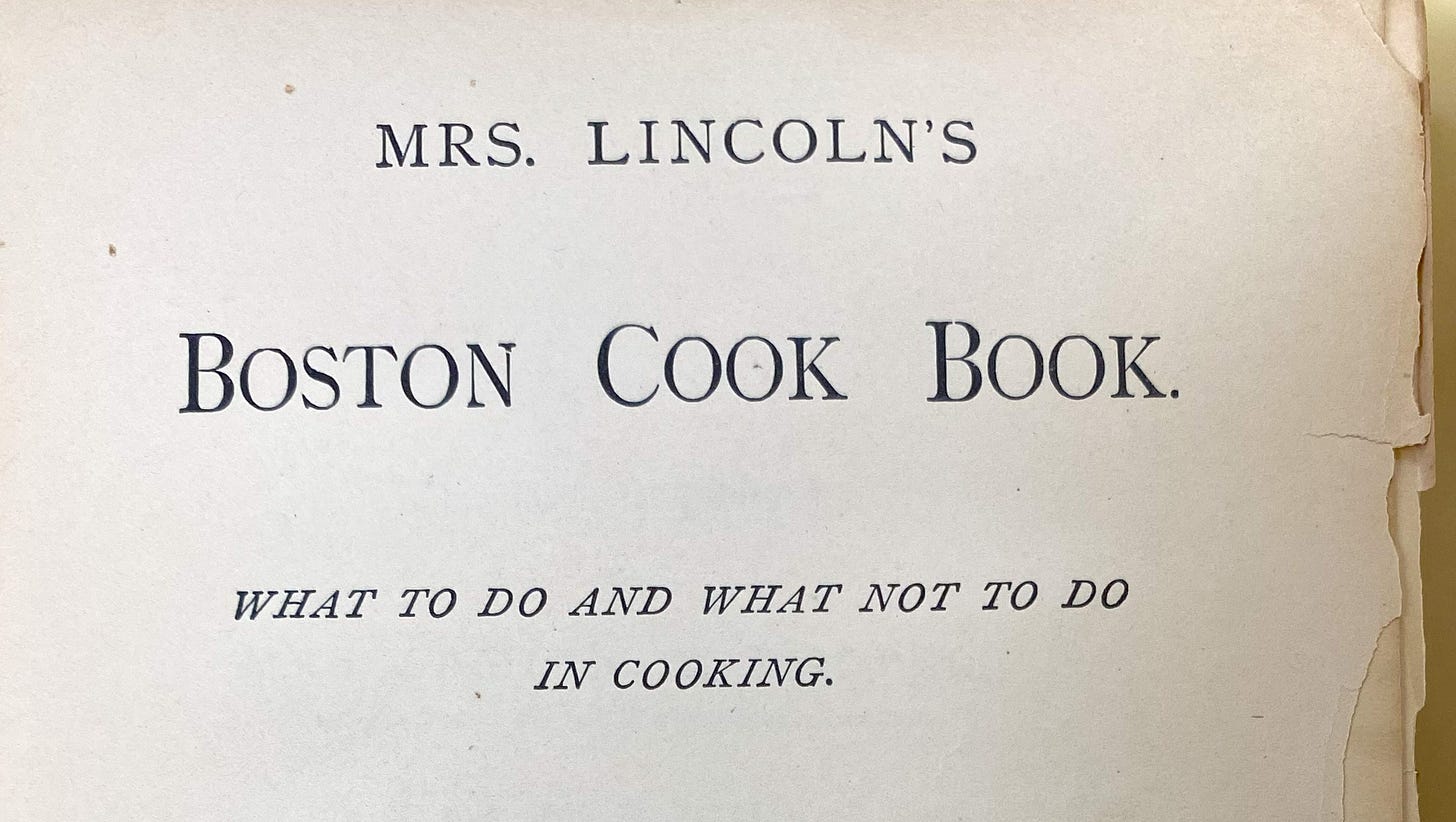 MRS. LINCOLN'S
BOSTON COOK BOOK.
WHAT TO DO AND WHAT NOT TO DO
IN COOKING.